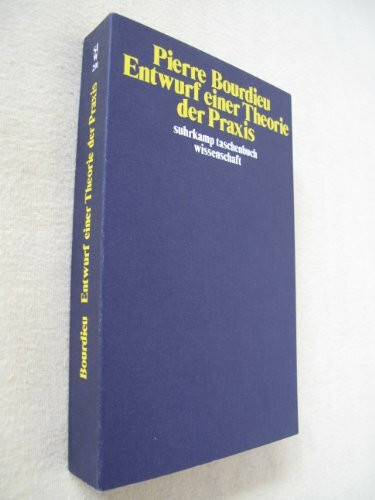 Pierre Bourdieu
Entwurf einer Theorie
der Praxis
suhrkamp taschenbuch
wissenschaft
Bourdieu Entwurf einer Theorie der Praxis